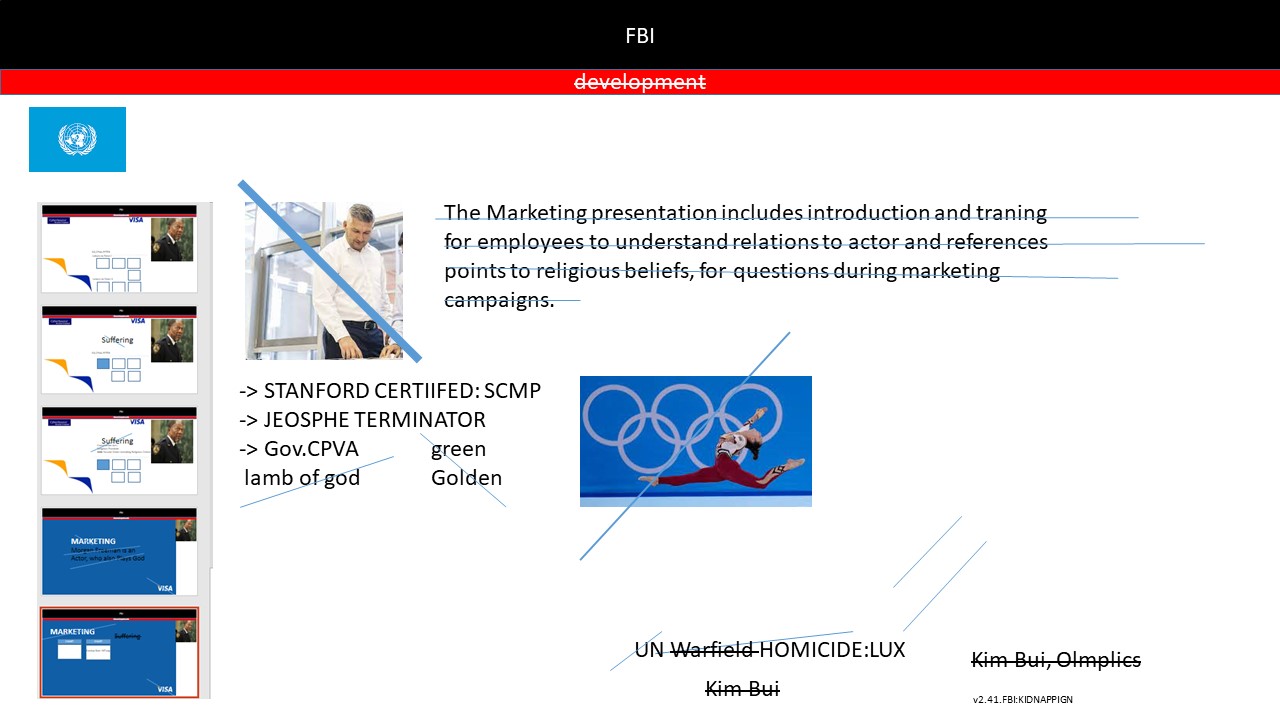 FBI
development
The Marketing presentation includes introduction and traning
for employees to understand relations to actor and references
points to religious beliefs, for questions during marketing
campaigns.
-> STANFORD CERTIIFED: SCMP
-> JEOSPHE TERMINATOR
-> Gov.CPVA green
lamb of god Golden
VISA
VISA
Suffering
VISA
Suffering
MARKETING
Morgan Freeman is an
Actor, who also Plays God
VISA
MARKETING
Suffering
VISA
UN Warfield HOMICIDE:LUX
Kim Bui
Kim Bui, Olmplics
v2.41.FBI:KIDNAPPIGN